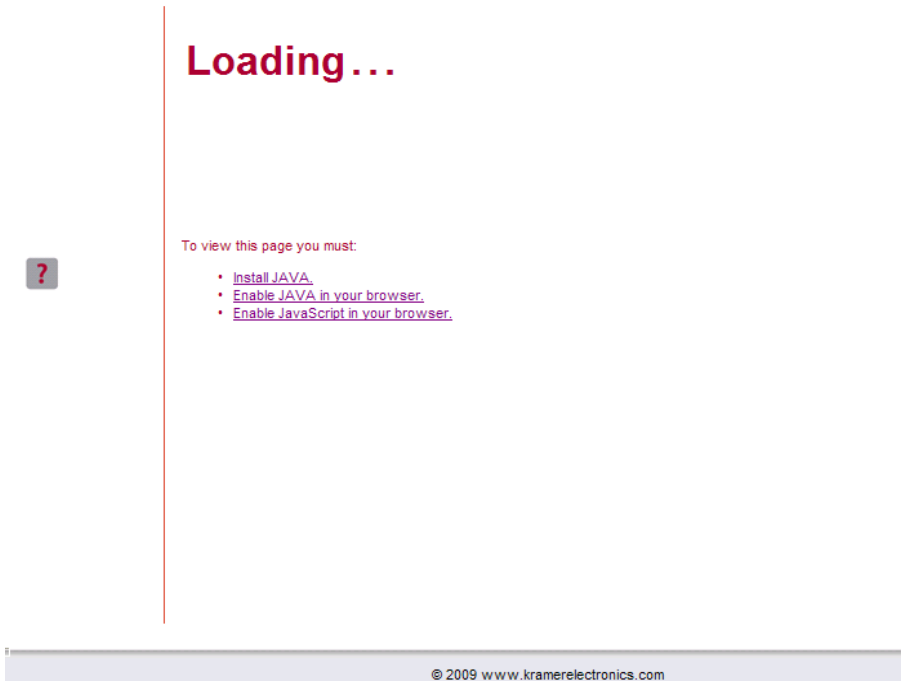 Loading...
To view this page you must:
?
• Install JAVA.
• Enable JAVA in your browser.
• Enable JavaScript in your browser.
© 2009 www.kramerelectronics.com